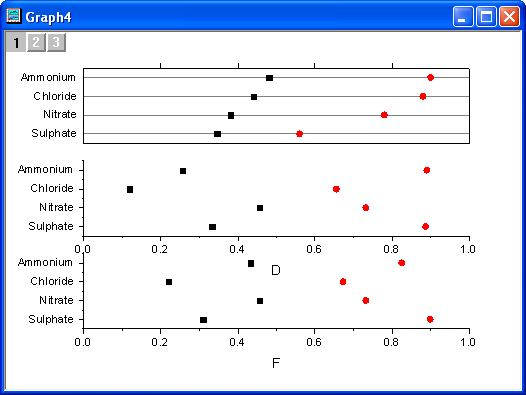 Graph4
1 2 3
Ammonium
Chloride
Nitrate
Sulphate
Ammonium
Chloride
Nitrate
Sulphate
0.0 0.2 0.4 0.6 0.8 1.0
D
Ammonium
Chloride
Nitrate
Sulphate
0.0 0.2 0.4 0.6 0.8 1.0
F